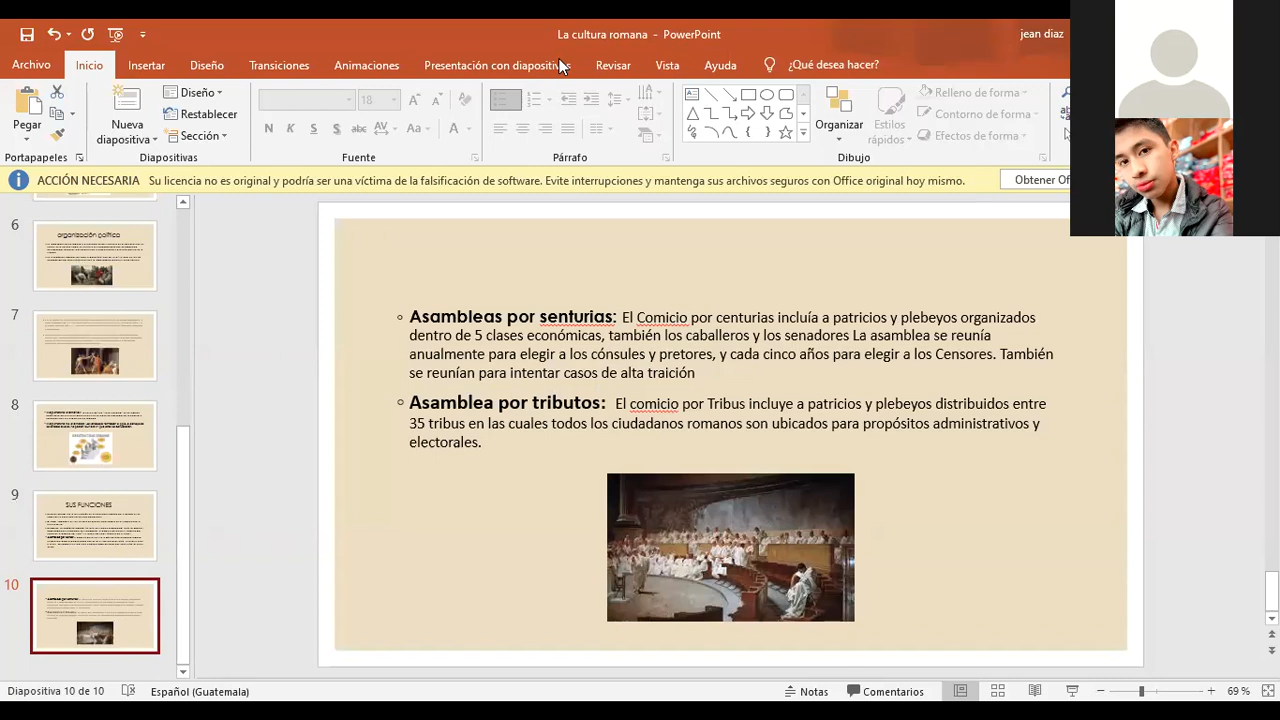 La cultura romana - PowerPoint
jean diaz
Archivo Inicio Insertar Diseño Transiciones Animaciones Presentación con diapositivas Revisar Vista Ayuda ¿Qué desea hacer?
Pegar
Nueva diapositiva
Diseño
Restablecer
Sección
N K S abc AV Aa A
Organizar
Estilos rápidos
Relleno de forma
Contorno de forma
Efectos de forma
Portapapeles Diapositivas Fuente Párrafo Dibujo
ACCIÓN NECESARIA Su licencia no es original y podría ser una víctima de la falsificación de software. Evite interrupciones y mantenga sus archivos seguros con Office original hoy mismo. Obtener Of
6
organización política
7
8
9
SUS FUNCIONES
10
Asambleas por senturias: El Comicio por centurias incluía a patricios y plebeyos organizados
dentro de 5 clases económicas, también los caballeros y los senadores La asamblea se reunía
anualmente para elegir a los cónsules y pretores, y cada cinco años para elegir a los Censores. También
se reunían para intentar casos de alta traición
Asamblea por tributos: El comicio por Tribus incluye a patricios y plebeyos distribuidos entre
35 tribus en las cuales todos los ciudadanos romanos son ubicados para propósitos administrativos y
electorales.
Diapositiva 10 de 10 Español (Guatemala) Notas Comentarios 69 %